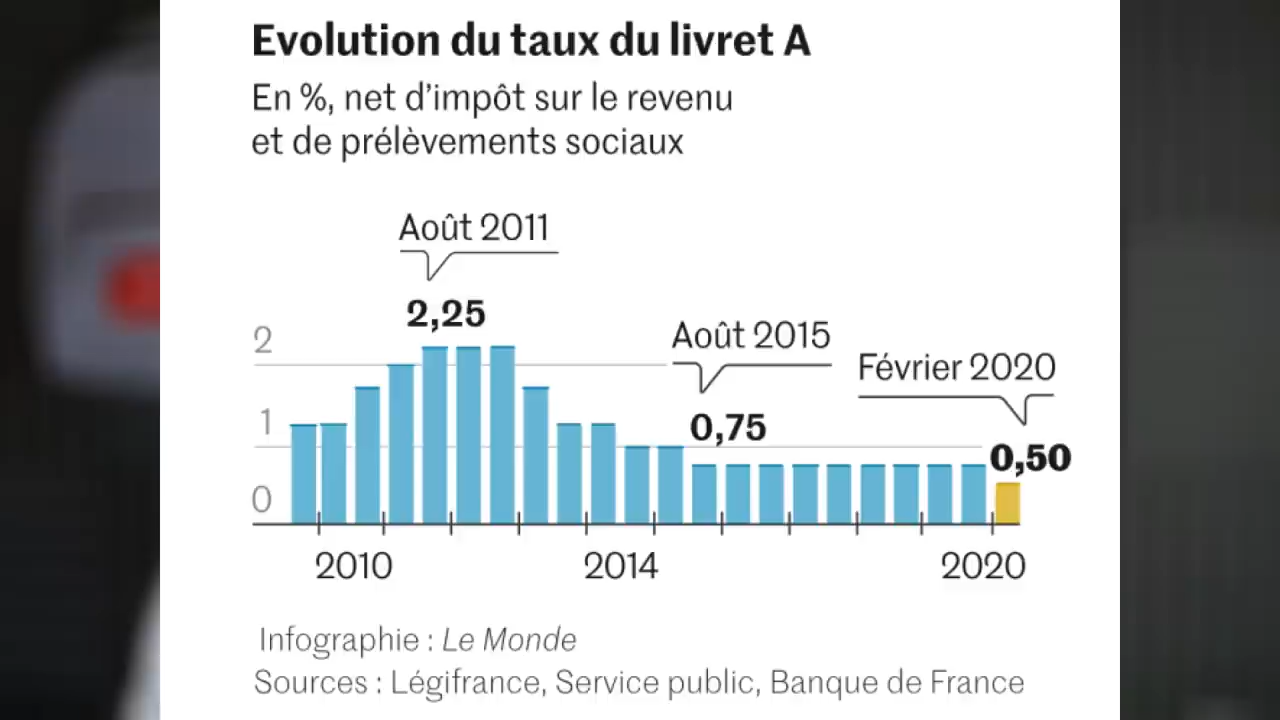 Evolution du taux du livret A
En %, net d’impôt sur le revenu
et de prélèvements sociaux
Août 2011
2,25
2
Août 2015
Février 2020
1
0,75
0,50
0
2010
2014
2020
Infographie : Le Monde
Sources : Légifrance, Service public, Banque de France